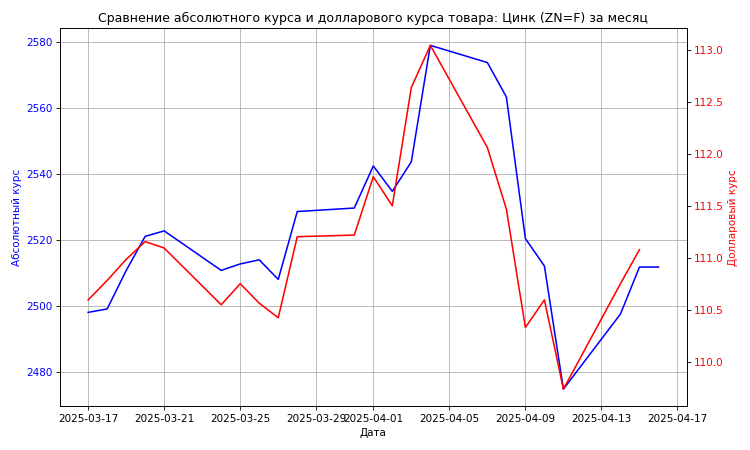 Сравнение абсолютного курса и долларового курса товара: Цинк (ZN=F) за месяц
Абсолютный курс
2580
2560
2540
2520
2500
2480
113.0
112.5
112.0
111.5
111.0
110.5
110.0
Долларовый курс
2025-03-17 2025-03-21 2025-03-25 2025-03-29 2025-04-01 2025-04-05 2025-04-09 2025-04-13 2025-04-17
Дата